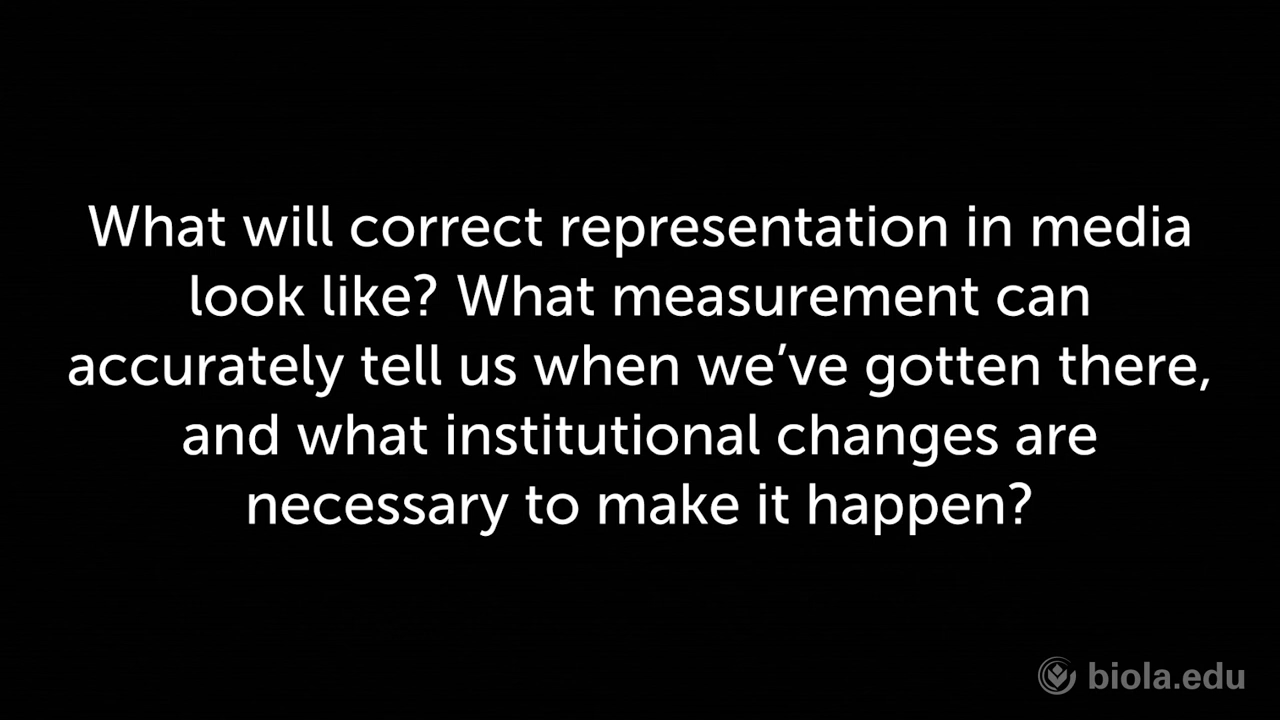 What will correct representation in media
look like? What measurement can
accurately tell us when we’ve gotten there,
and what institutional changes are
necessary to make it happen?
biola.edu